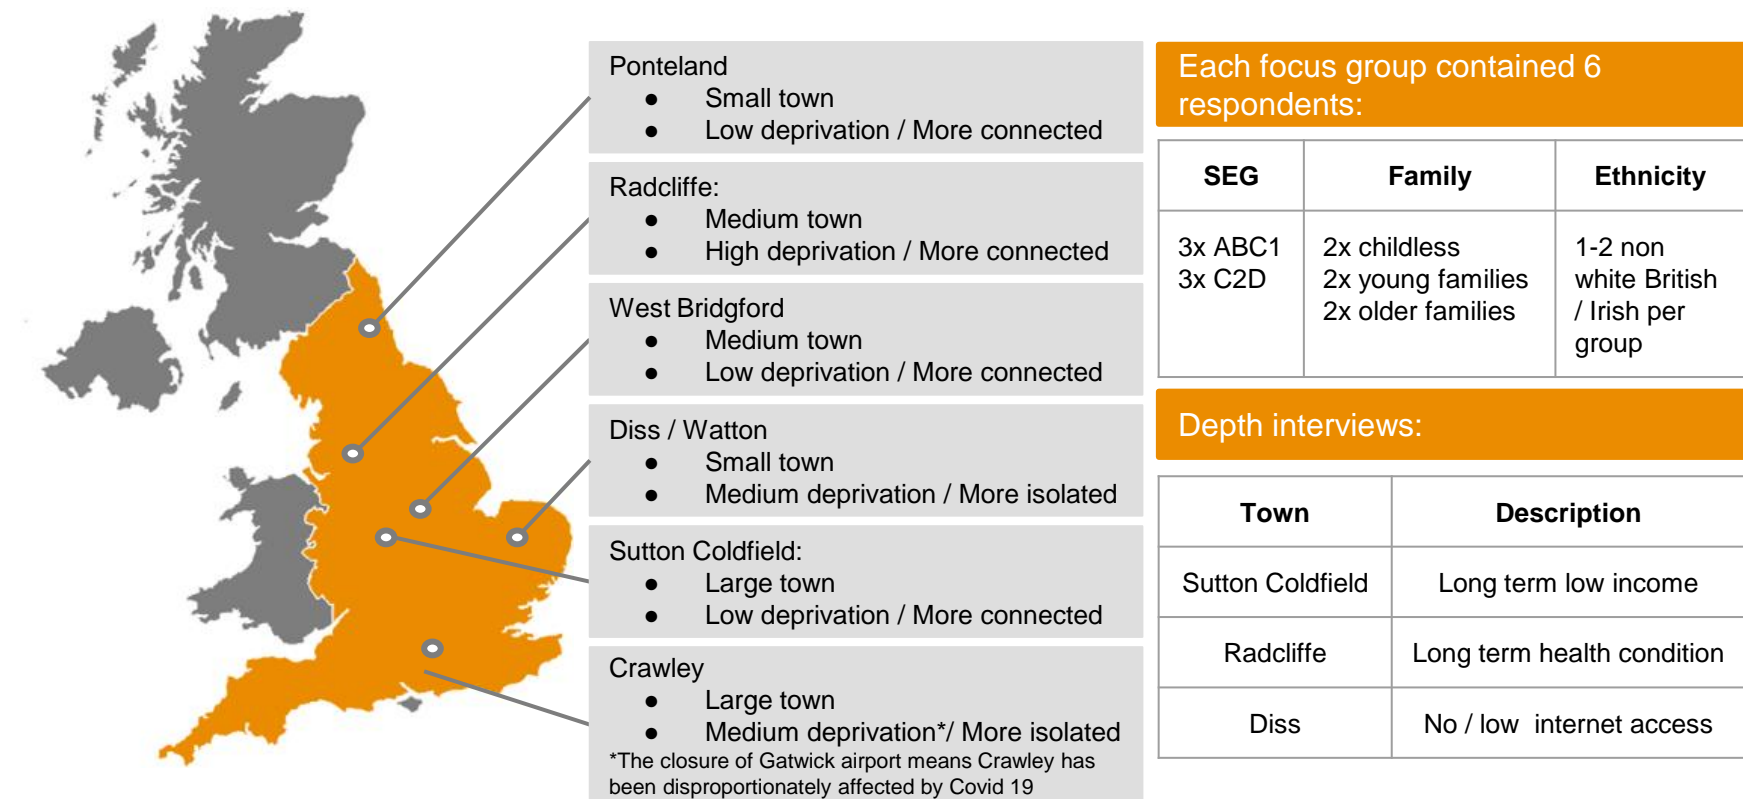 Ponteland
● Small town
● Low deprivation / More connected
Radcliffe:
● Medium town
● High deprivation / More connected
West Bridgford
● Medium town
● Low deprivation / More connected
Diss / Watton
● Small town
● Medium deprivation / More isolated
Sutton Coldfield:
● Large town
● Low deprivation / More connected
Crawley
● Large town
● Medium deprivation*/ More isolated
*The closure of Gatwick airport means Crawley has
been disproportionately affected by Covid 19
Each focus group contained 6
respondents:
SEG Family Ethnicity
3x ABC1
3x C2D
2x childless
2x young families
2x older families
1-2 non
white British
/ Irish per
group
Depth interviews:
Town Description
Sutton Coldfield Long term low income
Radcliffe Long term health condition
Diss No / low internet access